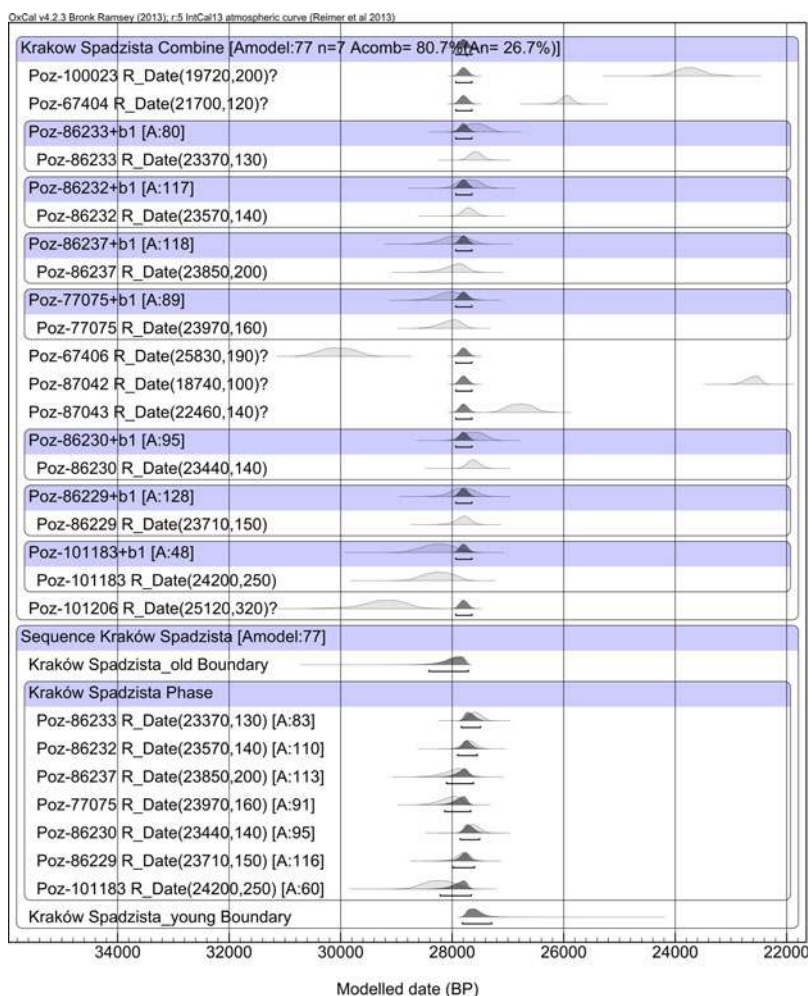 OxCal v4.2.3 Bronk Ramsey (2013); r:5 IntCal13 atmospheric curve (Reimer et al 2013)
Krakow Spadzista Combine [Amodel:77 n=7 Acomb= 80.7%(An= 26.7%)]
Poz-100023 R_Date(19720,200)?
Poz-67404 R_Date(21700,120)?
Poz-86233+b1 [A:80]
Poz-86233 R_Date(23370,130)
Poz-86232+b1 [A:117]
Poz-86232 R_Date(23570,140)
Poz-86237+b1 [A:118]
Poz-86237 R_Date(23850,200)
Poz-77075+b1 [A:89]
Poz-77075 R_Date(23970,160)
Poz-67406 R_Date(25830,190)?
Poz-87042 R_Date(18740,100)?
Poz-87043 R_Date(22460,140)?
Poz-86230+b1 [A:95]
Poz-86230 R_Date(23440,140)
Poz-86229+b1 [A:128]
Poz-86229 R_Date(23710,150)
Poz-101183+b1 [A:48]
Poz-101183 R_Date(24200,250)
Poz-101206 R_Date(25120,320)?
Sequence Kraków Spadzista [Amodel:77]
Kraków Spadzista_old Boundary
Kraków Spadzista Phase
Poz-86233 R_Date(23370,130) [A:83]
Poz-86232 R_Date(23570,140) [A:110]
Poz-86237 R_Date(23850,200) [A:113]
Poz-77075 R_Date(23970,160) [A:91]
Poz-86230 R_Date(23440,140) [A:95]
Poz-86229 R_Date(23710,150) [A:116]
Poz-101183 R_Date(24200,250) [A:60]
Kraków Spadzista_young Boundary
34000 32000 30000 28000 26000 24000 22000
Modelled date (BP)